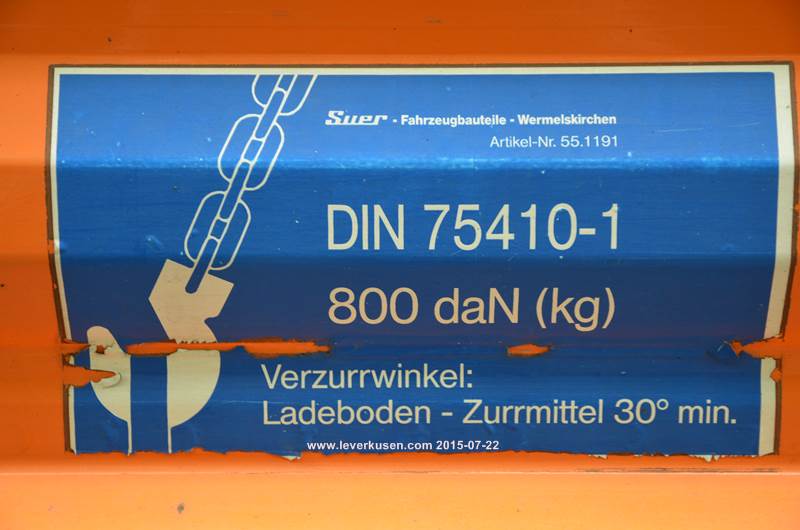 Suer - Fahrzeugbauteile - Wermelskirchen
Artikel-Nr. 55.1191
DIN 75410-1
800 daN (kg)
Verzurrwinkel:
Ladeboden - Zurrmittel 30° min.
www.leverkusen.com 2015-07-22